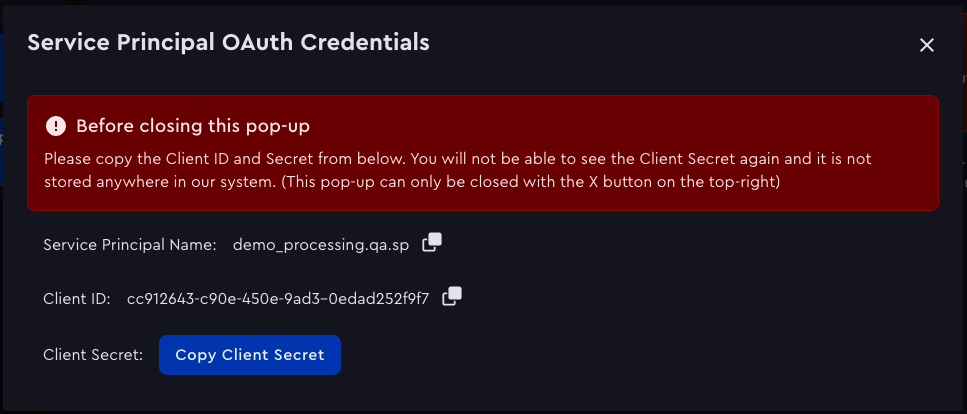 Service Principal OAuth Credentials
Before closing this pop-up
Please copy the Client ID and Secret from below. You will not be able to see the Client Secret again and it is not
stored anywhere in our system. (This pop-up can only be closed with the X button on the top-right)
Service Principal Name: demo_processing.qa.sp
Client ID: cc912643-c90e-450e-9ad3-0edad252f9f7
Client Secret: Copy Client Secret